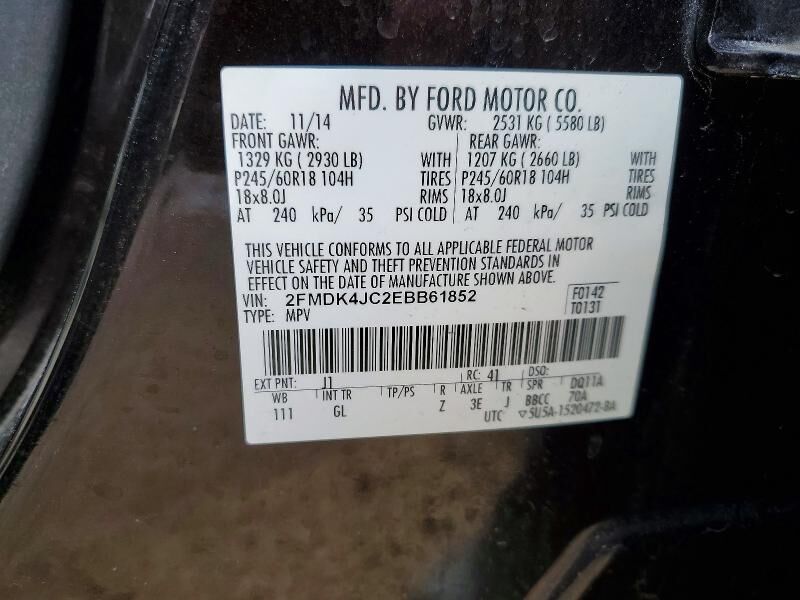 MFD. BY FORD MOTOR CO.
DATE: 11/14 GVWR: 2531 KG ( 5580 LB)
FRONT GAWR: REAR GAWR:
1329 KG ( 2930 LB) WITH 1207 KG ( 2660 LB) WITH
P245/60R18 104H TIRES P245/60R18 104H TIRES
18x8.0J RIMS 18x8.0J RIMS
AT 240 kPa/ 35 PSI COLD AT 240 kPa/ 35 PSI COLD
THIS VEHICLE CONFORMS TO ALL APPLICABLE FEDERAL MOTOR
VEHICLE SAFETY AND THEFT PREVENTION STANDARDS IN
EFFECT ON THE DATE OF MANUFACTURE SHOWN ABOVE.
VIN: 2FMDK4JC2EBB61852 F0142
TYPE: MPV T0131
EXT PNT: J1 RC: 41 DSO:
WB INT TR TP/PS R AXLE TR SPR DQ11A
111 GL Z 3E J BBCC 70A
UTC ▽5U5A-1520472-BA